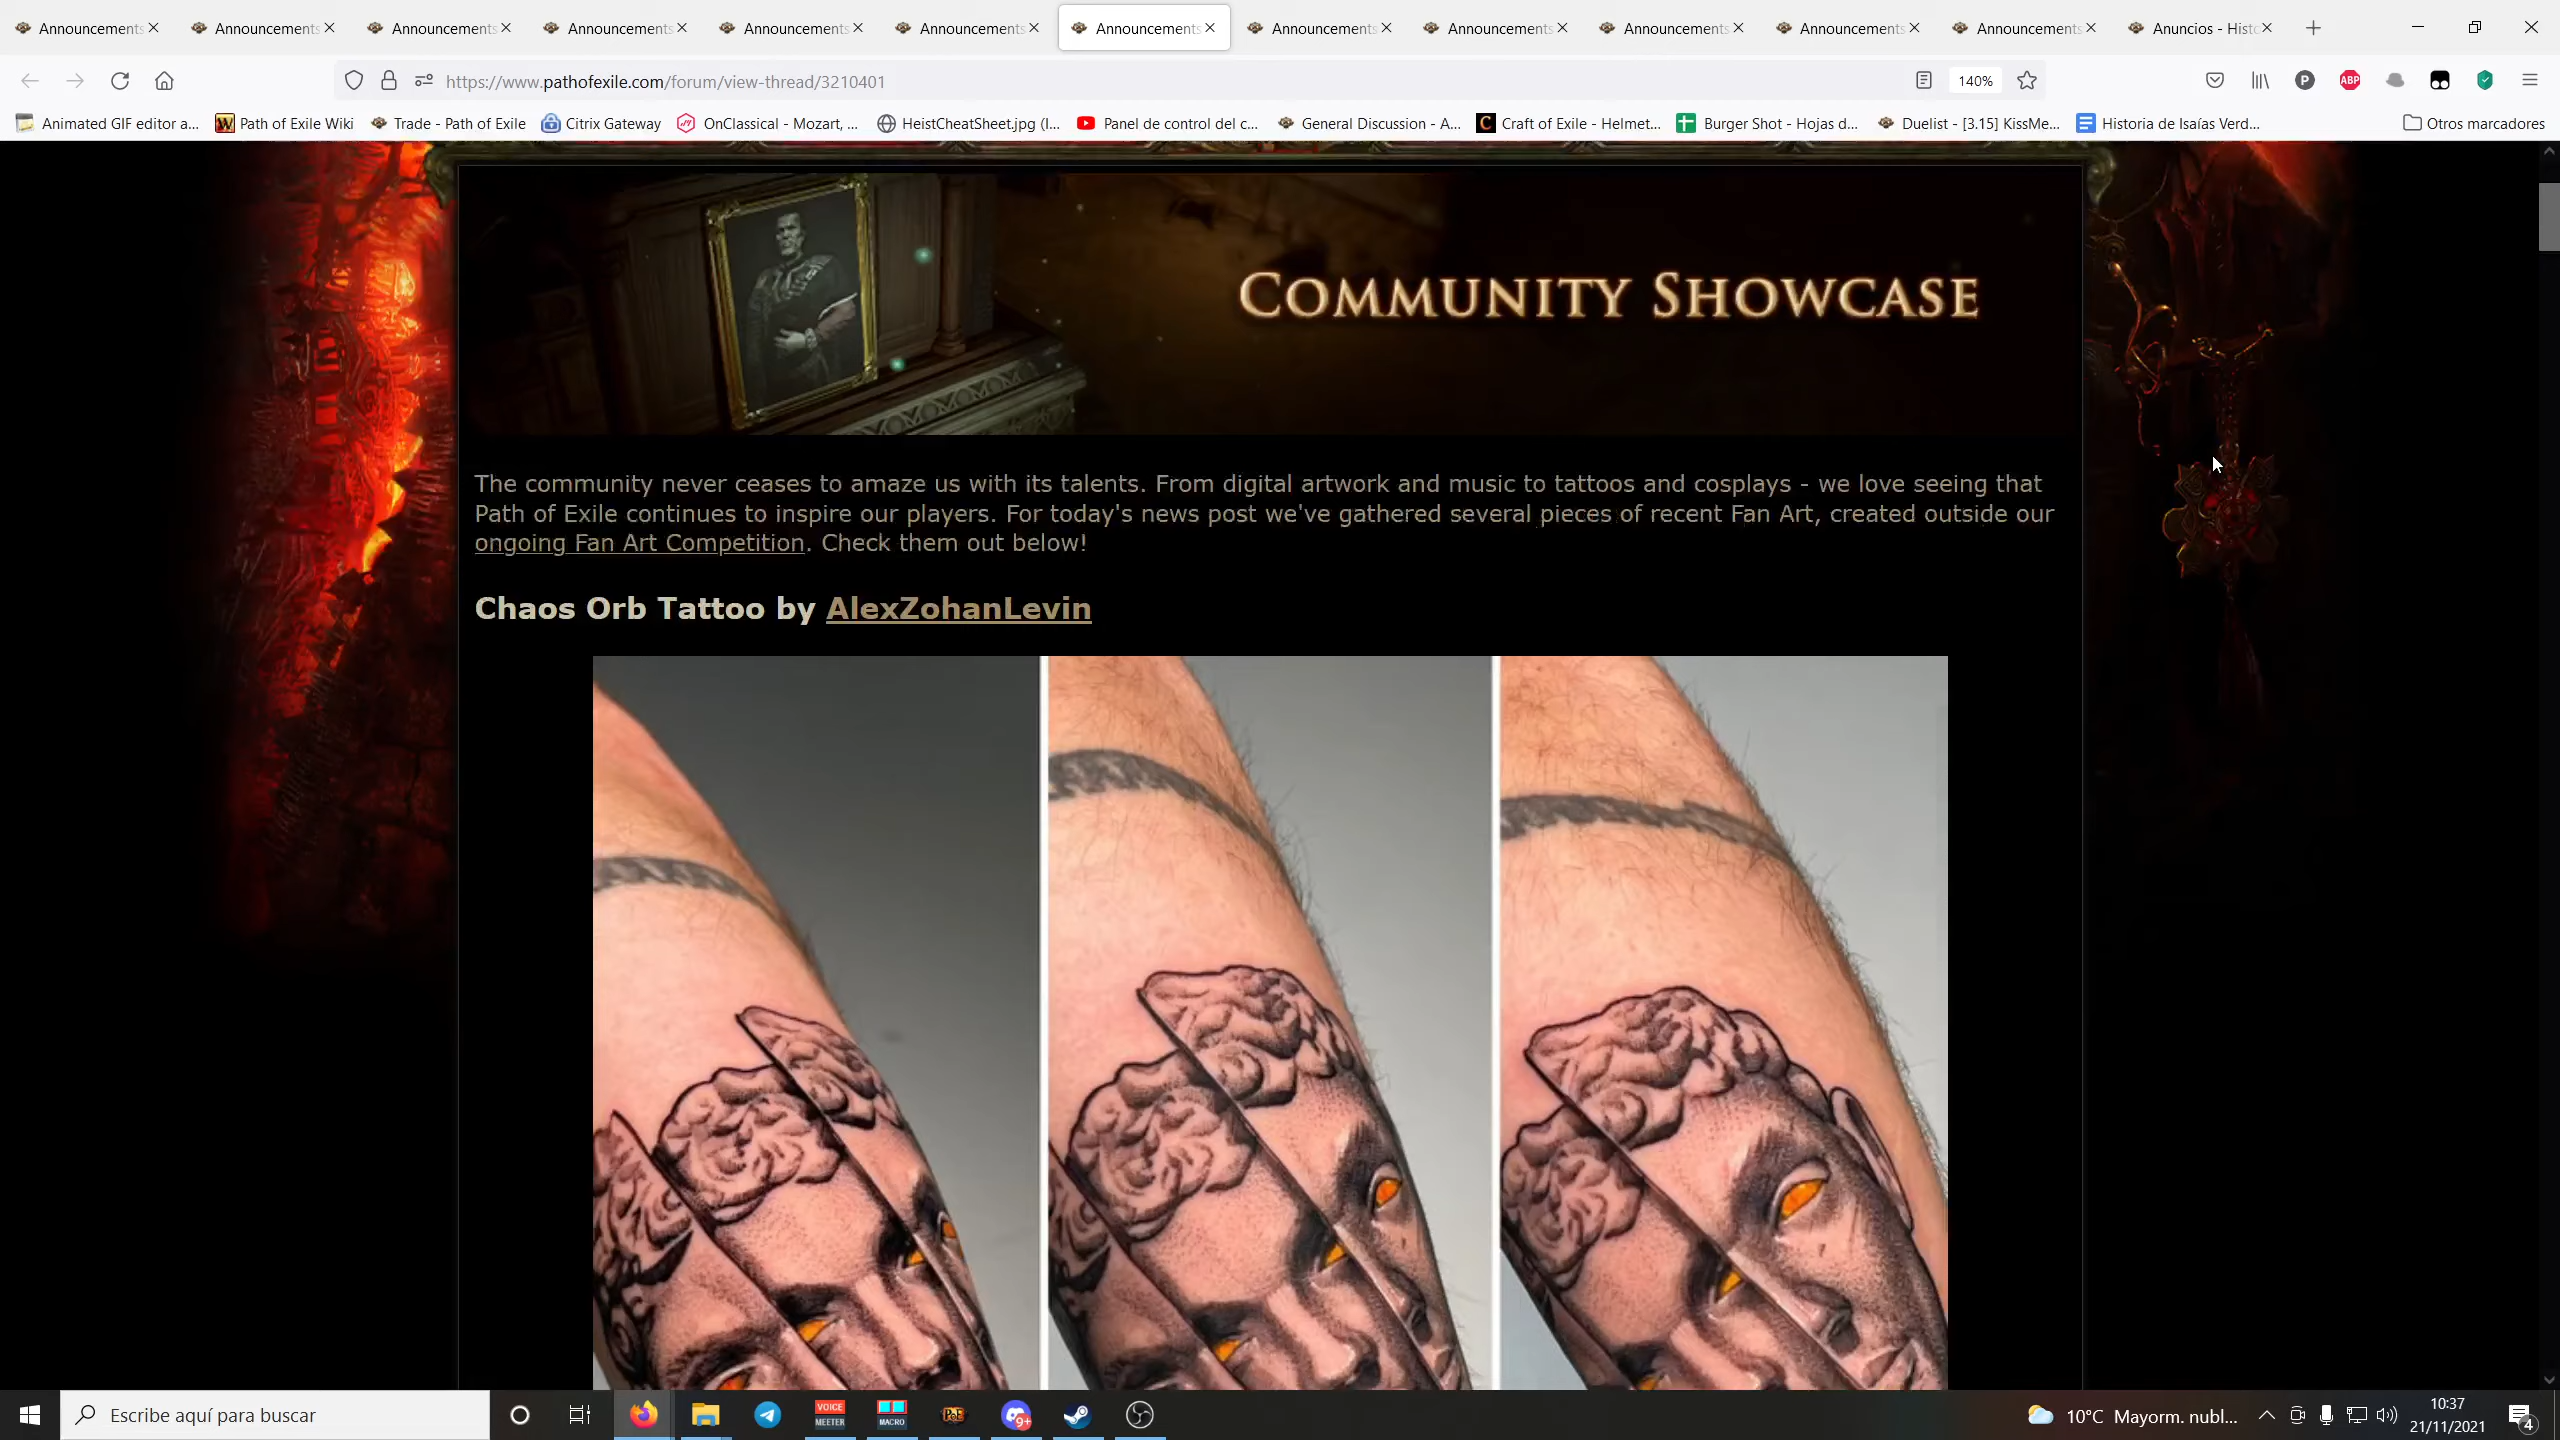 Announcements Announcements Announcements Announcements Announcements Announcements Announcements Announcements Announcements Announcements Announcements Announcements Anuncios - Hist
https://www.pathofexile.com/forum/view-thread/3210401 140% P ABP
Animated GIF editor a... Path of Exile Wiki Trade - Path of Exile Citrix Gateway OnClassical - Mozart, ... HeistCheatSheet.jpg (I... Panel de control del c... General Discussion - A... Craft of Exile - Helmet... Burger Shot - Hojas d... Duelist - [3.15] KissMe... Historia de Isaías Verd... Otros marcadores
COMMUNITY SHOWCASE
The community never ceases to amaze us with its talents. From digital artwork and music to tattoos and cosplays - we love seeing that
Path of Exile continues to inspire our players. For today's news post we've gathered several pieces of recent Fan Art, created outside our
ongoing Fan Art Competition. Check them out below!
Chaos Orb Tattoo by AlexZohanLevin
Escribe aquí para buscar VOICE MEETER MACRO PoE 9+ 10°C Mayorm. nubl... 10:37
21/11/2021 4